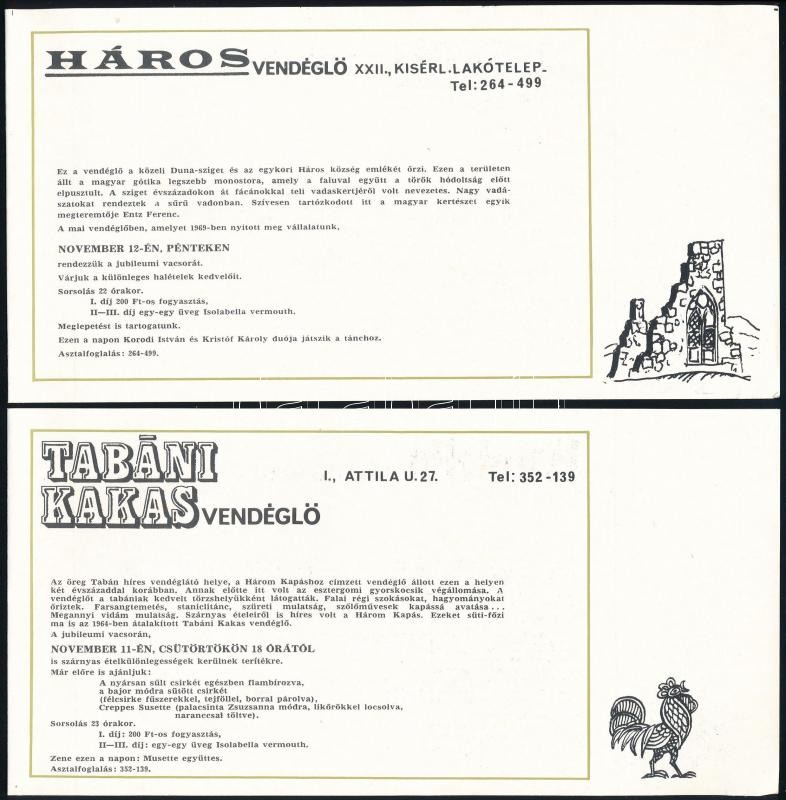 HÁROS VENDÉGLŐ XXII., KISÉRL. LAKÓTELEP.
Tel: 264-499
Ez a vendéglő a közeli Duna-sziget és az egykori Háros község emlékét őrzi. Ezen a területen
állt a magyar gótika legszebb monostora, amely a faluval együtt a török hódoltság előtt
elpusztult. A sziget évszázadokon át fácánokkal teli vadaskertjéről volt nevezetes. Nagy vadá-
szatokat rendeztek a sűrű vadonban. Szívesen tartózkodott itt a magyar kertészet egyik
megteremtője Entz Ferenc.
A mai vendéglőben, amelyet 1969-ben nyitott meg vállalatunk,
NOVEMBER 12-ÉN, PÉNTEKEN
rendezzük a jubileumi vacsorát.
Várjuk a különleges halételek kedvelőit.
Sorsolás 22 órakor.
I. díj 200 Ft-os fogyasztás,
II—III. díj egy-egy üveg Isolabella vermouth.
Meglepetést is tartogatunk.
Ezen a napon Korodi István és Kristóf Károly duója játszik a tánchoz.
Asztalfoglalás: 264-499.
TABÁNI
KAKAS VENDÉGLŐ
I., ATTILA U. 27. Tel: 352-139
Az öreg Tabán híres vendéglátó helye, a Három Kapáshoz címzett vendéglő állott ezen a helyen
két évszázaddal korábban. Annak előtte itt volt az esztergomi gyorskocsik végállomása. A
vendéglőt a tabániak kedvelt törzshelyükként látogatták. Falai régi szokásokat, hagyományokat
őriztek. Farsangtemetés, staniclitánc, szüreti mulatság, szőlőművesek kapássá avatása...
Megannyi vidám mulatság. Szárnyas ételeiről is híres volt a Három Kapás. Ezeket süti-főzi
ma is az 1964-ben átalakított Tabáni Kakas vendéglő.
A jubileumi vacsorán,
NOVEMBER 11-ÉN, CSÜTÖRTÖKÖN 18 ÓRÁTÓL
is szárnyas ételkülönlegességek kerülnek terítékre.
Már előre is ajánljuk:
A nyárson sült csirkét egészben flambírozva,
a bajor módra sütött csirkét
(félcsirke fűszerekkel, tejföllel, borral párolva),
Creppes Susette (palacsinta Zsuzsanna módra, likőrökkel locsolva,
naranccsal töltve).
Sorsolás 23 órakor.
I. díj: 200 Ft-os fogyasztás,
II—III. díj: egy-egy üveg Isolabella vermouth.
Zene ezen a napon: Musette együttes.
Asztalfoglalás: 352-139.